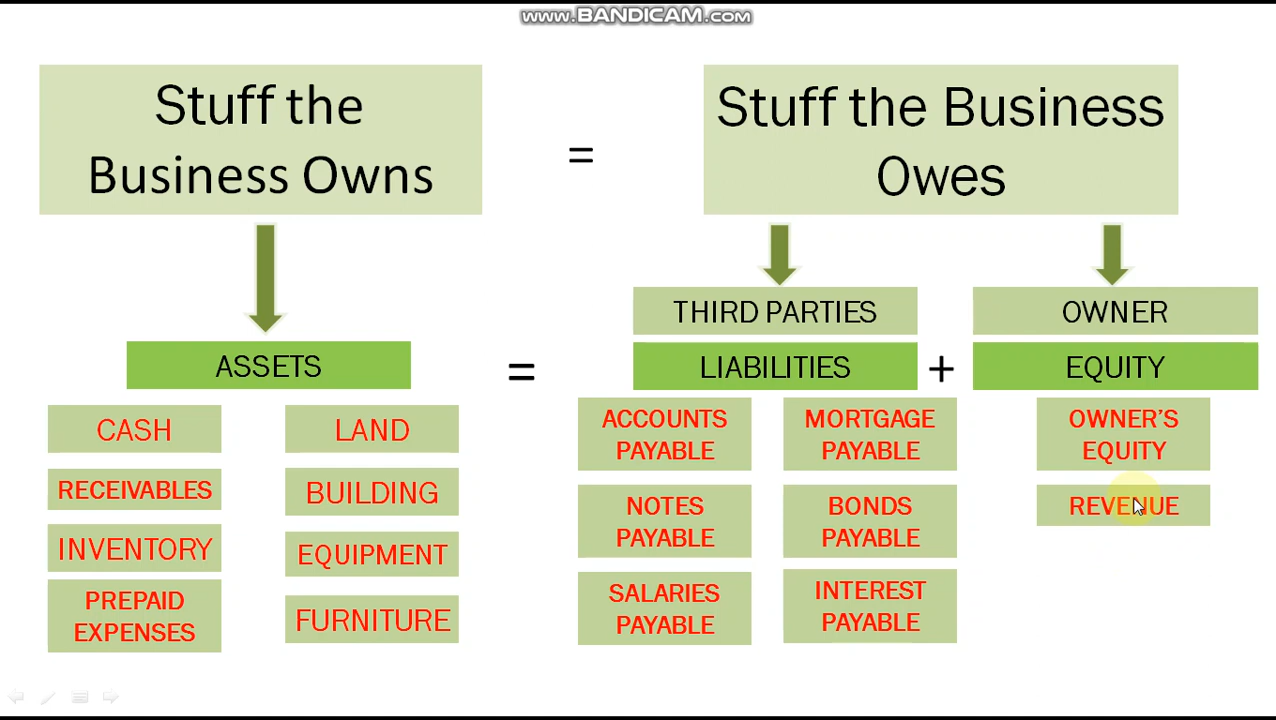 www.BANDICAM.com
Stuff the
Business Owns
=
Stuff the Business
Owes
THIRD PARTIES
OWNER
ASSETS
=
LIABILITIES
+
EQUITY
CASH
RECEIVABLES
INVENTORY
PREPAID
EXPENSES
LAND
BUILDING
EQUIPMENT
FURNITURE
ACCOUNTS
PAYABLE
NOTES
PAYABLE
SALARIES
PAYABLE
MORTGAGE
PAYABLE
BONDS
PAYABLE
INTEREST
PAYABLE
OWNER'S
EQUITY
REVENUE